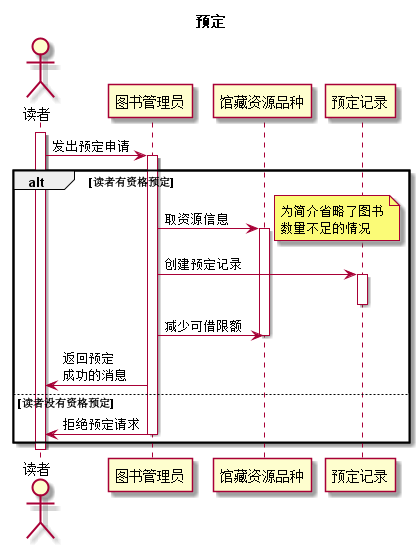 预定
读者
图书管理员
馆藏资源品种
预定记录
发出预定申请
alt
[读者有资格预定]
为简介省略了图书
数量不足的情况
取资源信息
创建预定记录
减少可借限额
返回预定
成功的消息
[读者没有资格预定]
拒绝预定请求
读者
图书管理员
馆藏资源品种
预定记录